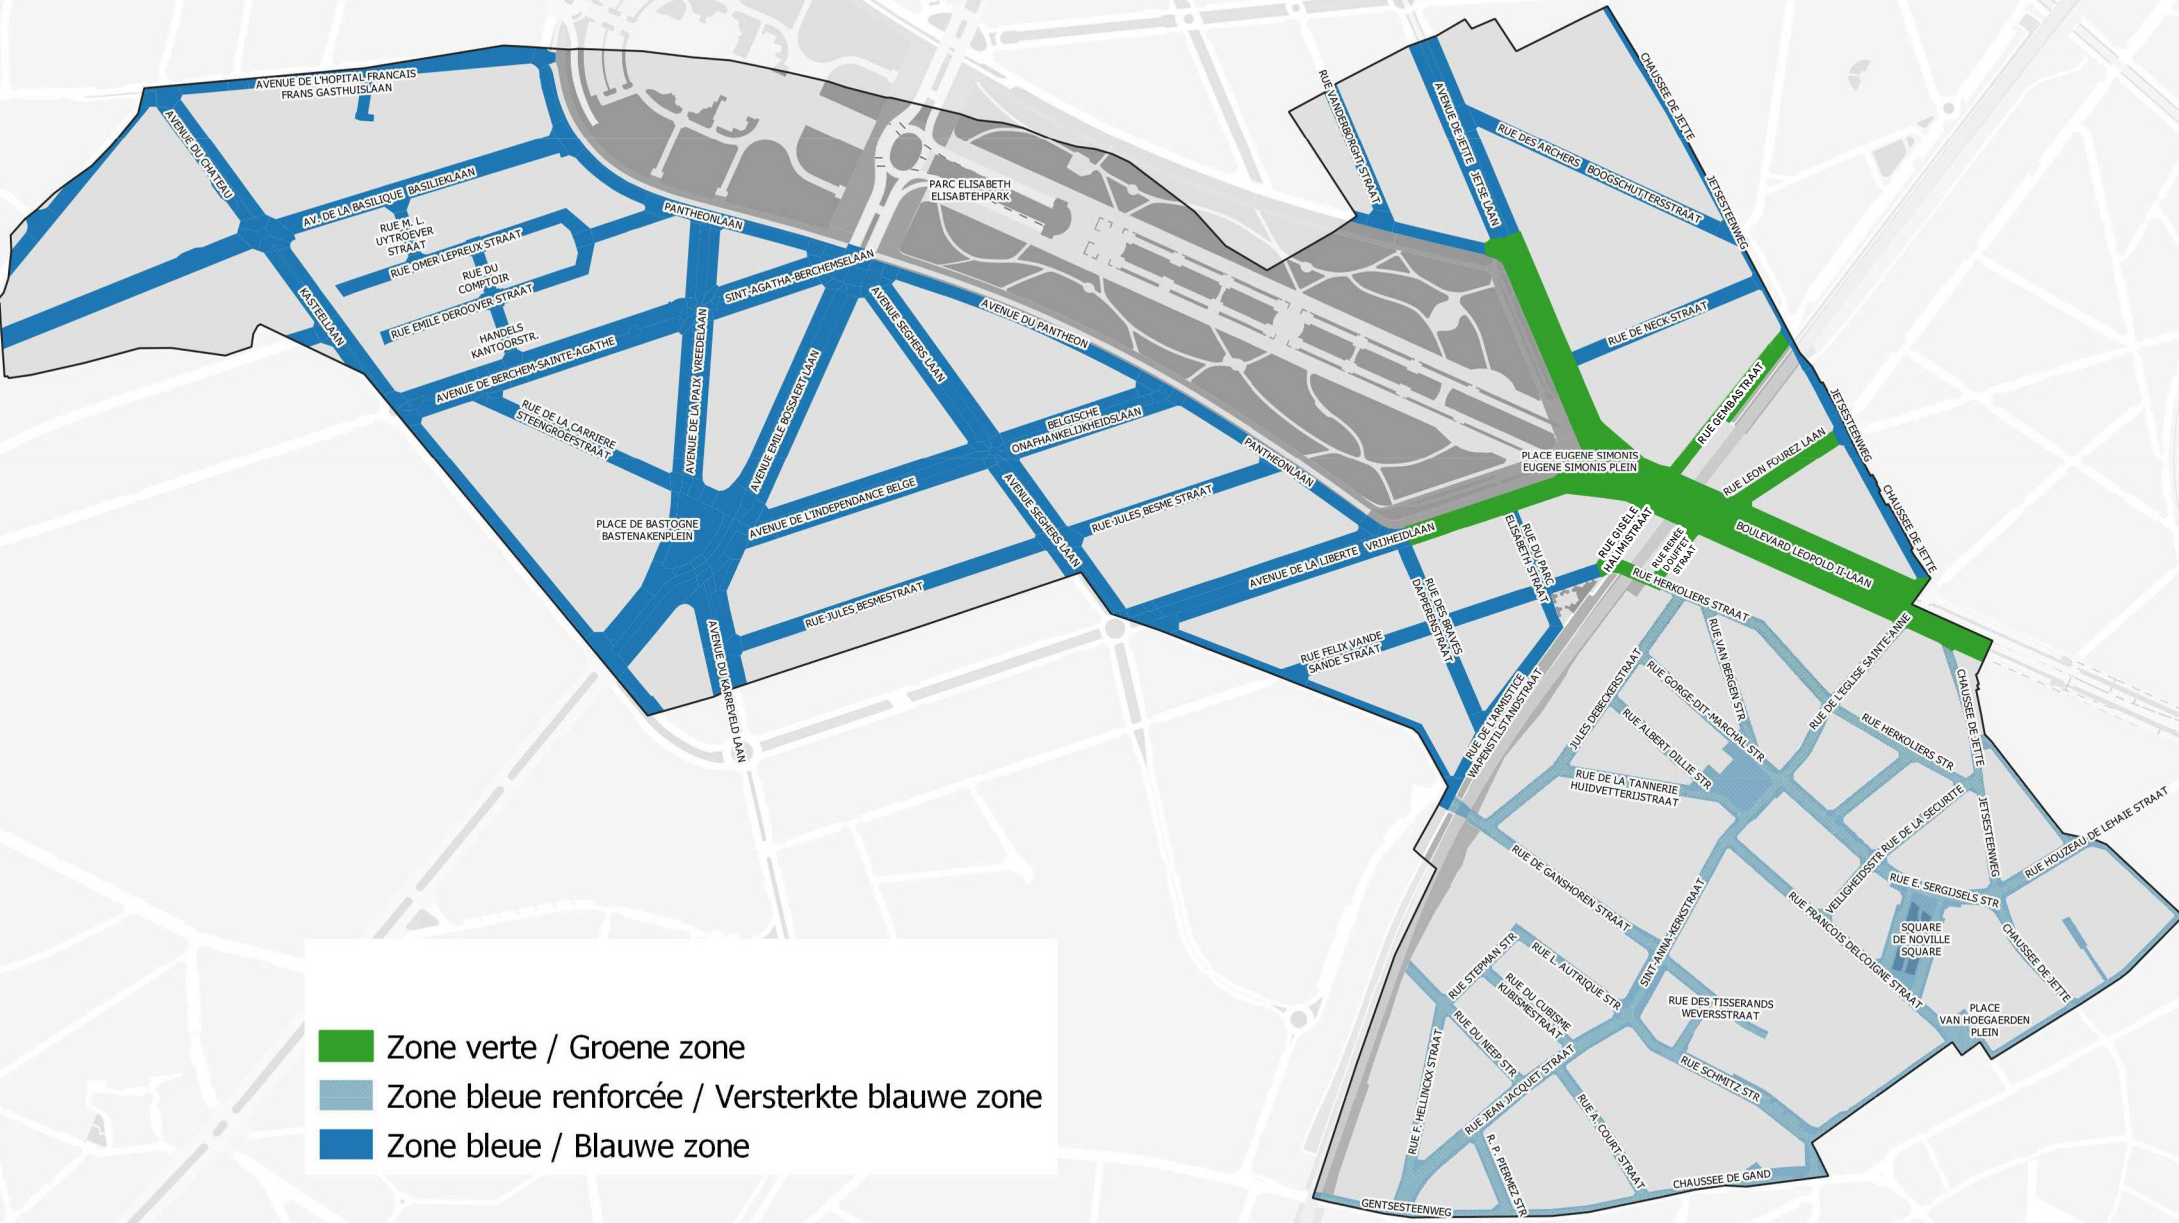 AVENUE DE L'HOPITAL FRANCAIS
FRANS GASTHUISLAAN
AVENUE DU CHATEAU
AV. DE LA BASILIQUE BASILIEKLAAN
RUE M. L.
UYTROEVER
STRAAT
RUE OMER LEPREUX STRAAT
RUE DU
COMPTOIR
RUE EMILE DEROOVER STRAAT
HANDELS
KANTOORSTR.
KASTEELLAAN
AVENUE DE BERCHEM-SAINTE-AGATHE
SINT-AGATHA-BERCHEMSELAAN
PANTHEONLAAN
PARC ELISABETH
ELISABTEHPARK
RUE DE LA CARRIERE
STEENGROEFSTRAAT
AVENUE DE LA PAIX VREEDELAAN
AVENUE EMILE BOSSAERT LAAN
AVENUE SEGHERS LAAN
AVENUE DU PANTHEON
BELGISCHE
ONAFHANKELIJKHEIDSLAAN
AVENUE DE L'INDEPENDANCE BELGE
PLACE DE BASTOGNE
BASTENAKENPLEIN
AVENUE SEGHERS LAAN
RUE JULES BESME STRAAT
PANTHEONLAAN
RUE JULES BESMESTRAAT
AVENUE DU KARREVELD LAAN
AVENUE DE LA LIBERTE VRIJHEIDLAAN
RUE VANDERBORGHT STRAAT
AVENUE DE JETTE JETSE LAAN
CHAUSSEE DE JETTE
RUE DES ARCHERS BOOGSCHUTTERSSTRAAT
JETSESTEENWEG
RUE DE NECK STRAAT
RUE GEMBASTRAAT
JETSESTEENWEG
PLACE EUGENE SIMONIS
EUGENE SIMONIS PLEIN
RUE LEON FOUREZ LAAN
CHAUSSEE DE JETTE
BOULEVARD LEOPOLD II-LAAN
RUE GISÈLE
HALIMISTRAAT
RUE RENÉE
DOUFFET
STRAAT
RUE DU PARC
ELISABETH STRAAT
RUE DES BRAVES
DAPPERENSTRAAT
RUE FELIX VANDE
SANDE STRAAT
RUE DE L'ARMISTICE
WAPENSTILSTANDSTRAAT
RUE HERKOLIERS STRAAT
RUE VAN BERGEN STR
RUE DE L'EGLISE SAINTE-ANNE
JULES DEBECKERSTRAAT
RUE GORGE-DIT-MARCHAL STR
RUE ALBERT DILLIE STR
RUE DE LA TANNERIE
HUIDVETTERIJSTRAAT
CHAUSSEE DE JETTE
RUE HERKOLIERS STR
JETSESTEENWEG
VEILIGHEIDSSTR RUE DE LA SECURITE
RUE HOUZEAU DE LEHAIE STRAAT
RUE E. SERGIJSELS STR
RUE DE GANSHOREN STRAAT
SINT-ANNA-KERKSTRAAT
RUE FRANCOIS DELCOIGNE STRAAT
SQUARE
DE NOVILLE
SQUARE
CHAUSSEE DE JETTE
PLACE
VAN HOEGAERDEN
PLEIN
RUE STEPMAN STR
RUE L. AUTRIQUE STR
RUE DU CUBISME
KUBISMESTRAAT
RUE DES TISSERANDS
WEVERSSTRAAT
RUE DU NEEP STR
RUE F. HELLINCKX STRAAT
RUE JEAN JACQUET STRAAT
RUE SCHMITZ STR
RUE A. COURT STRAAT
R. P. PIERMEZ STR
CHAUSSEE DE GAND
GENTSESTEENWEG
Zone verte / Groene zone
Zone bleue renforcée / Versterkte blauwe zone
Zone bleue / Blauwe zone